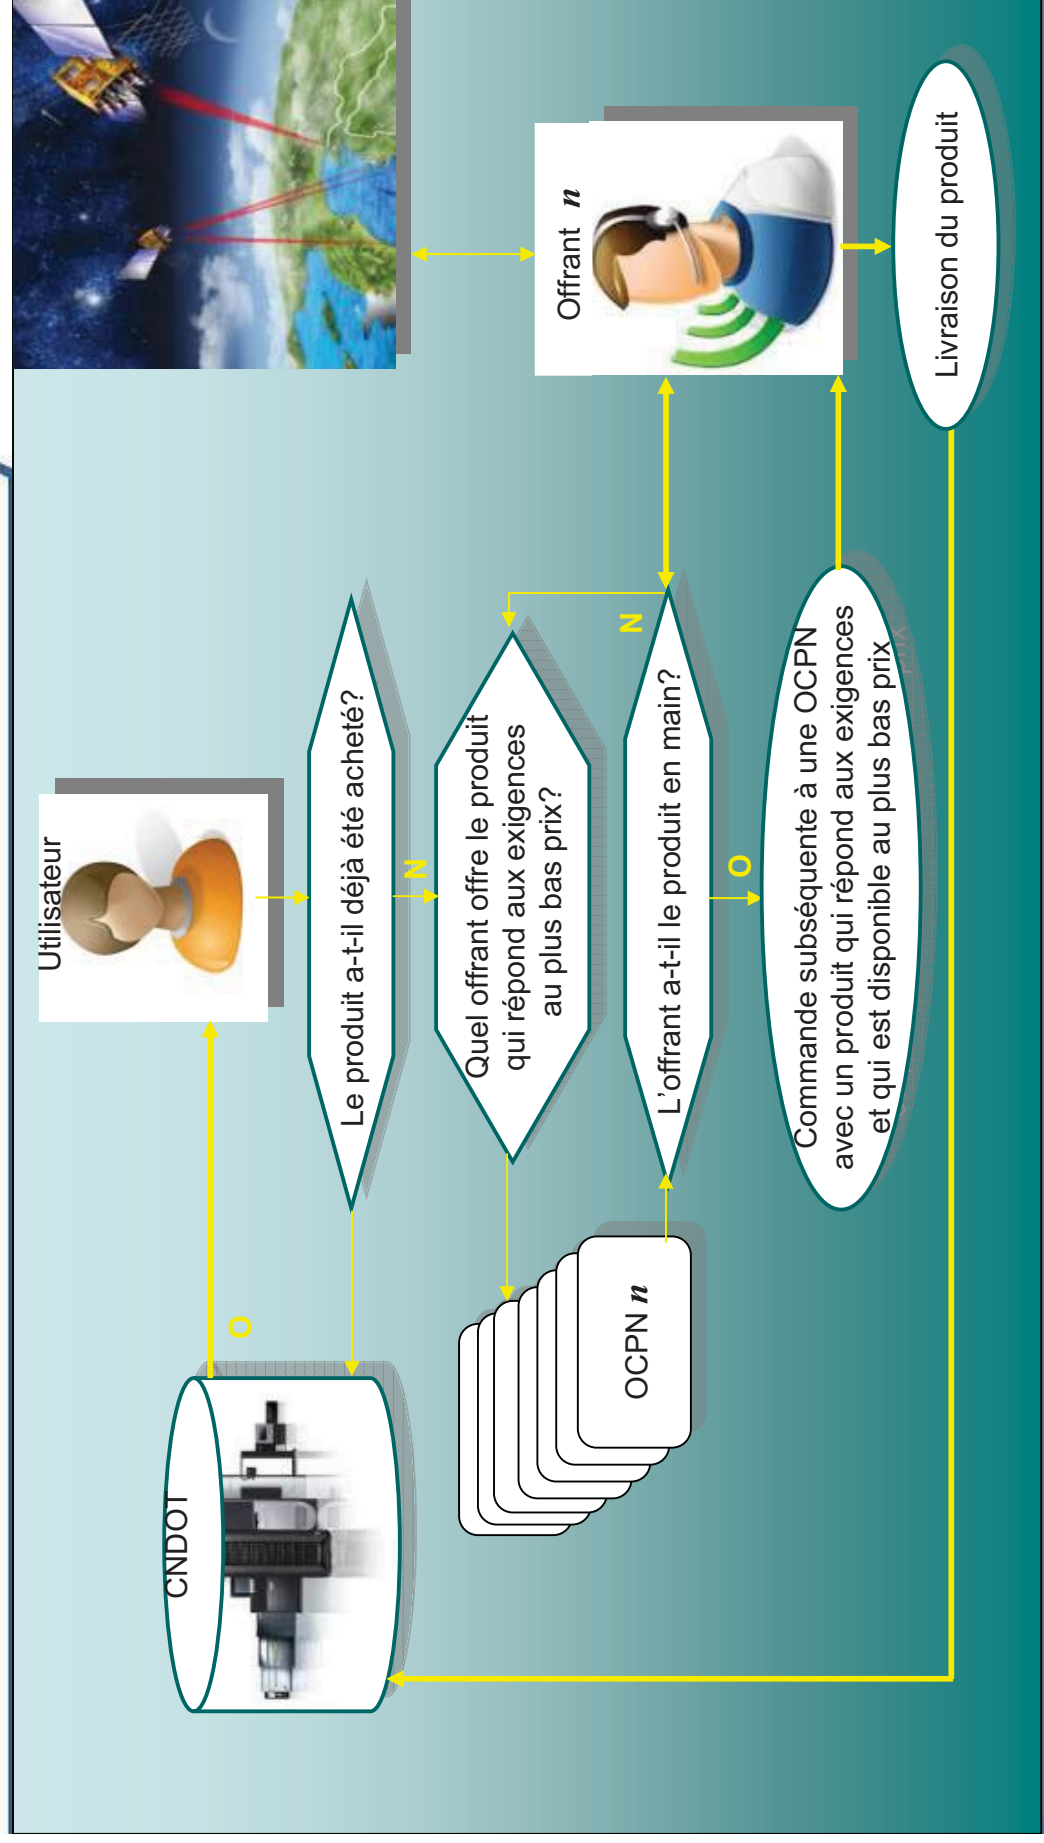 Utilisateur
CNDOT
O
Le produit a-t-il déjà été acheté?
N
Quel offrant offre le produit
qui répond aux exigences
au plus bas prix?
N
OCPN n
L'offrant a-t-il le produit en main?
O
Offrant n
Commande subséquente à une OCPN
avec un produit qui répond aux exigences
et qui est disponible au plus bas prix
Livraison du produit